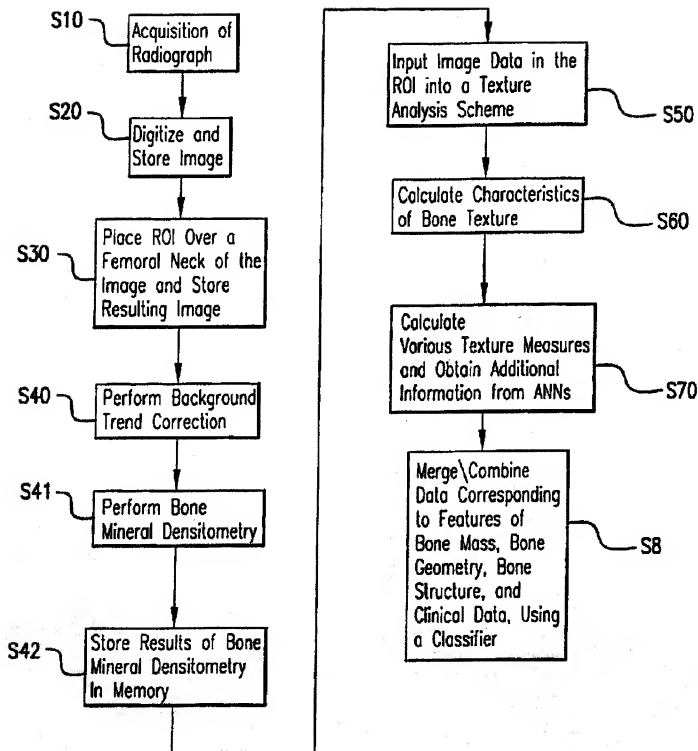 S10
Acquisition of
Radiograph
S20
Digitize and
Store Image
S30
Place ROI Over a
Femoral Neck of the
Image and Store
Resulting Image
S40
Perform Background
Trend Correction
S41
Perform Bone
Mineral Densitometry
S42
Store Results of Bone
Mineral Densitometry
In Memory
Input Image Data in the
ROI into a Texture
Analysis Scheme
S50
Calculate Characteristics
of Bone Texture
S60
Calculate
Various Texture Measures
and Obtain Additional
Information from ANNs
S70
Merge\Combine
Data Corresponding
to Features of
Bone Mass, Bone
Geometry, Bone
Structure, and
Clinical Data, Using
a Classifier
S8